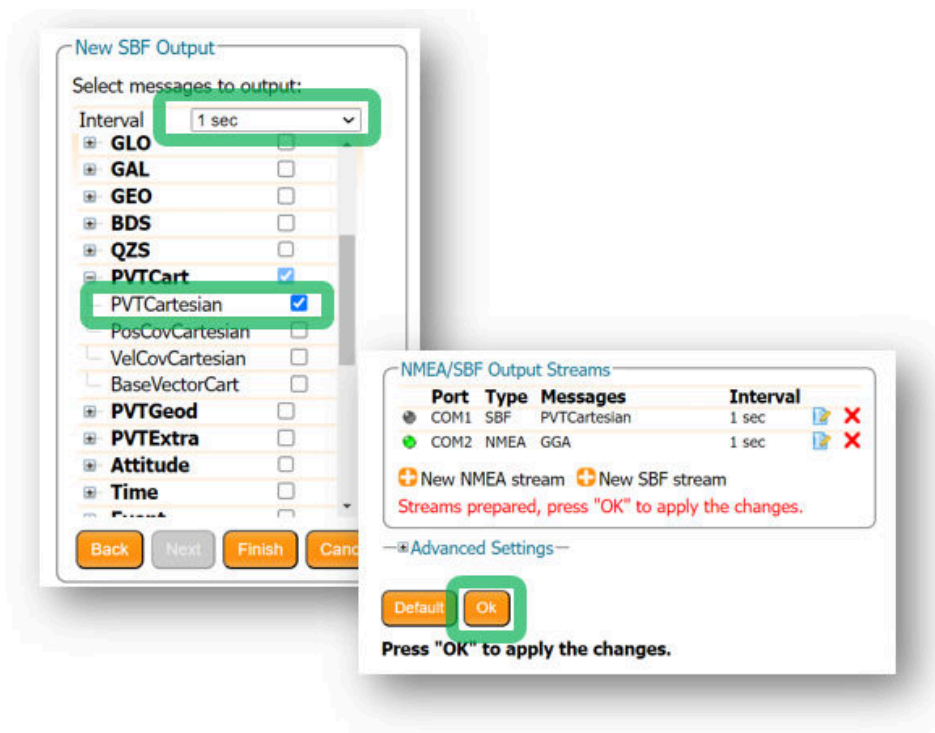 New SBF Output
Select messages to output:
Interval 1 sec
GLO
GAL
GEO
BDS
QZS
PVTCart
PVTCartesian
PosCovCartesian
VelCovCartesian
BaseVectorCart
PVTGeod
PVTExtra
Attitude
Time
Back Next Finish
NMEA/SBF Output Streams
Port Type Messages Interval
COM1 SBF PVTCartesian 1 sec
COM2 NMEA GGA 1 sec
New NMEA stream New SBF stream
Streams prepared, press "OK" to apply the changes.
Advanced Settings
Default Ok
Press "OK" to apply the changes.